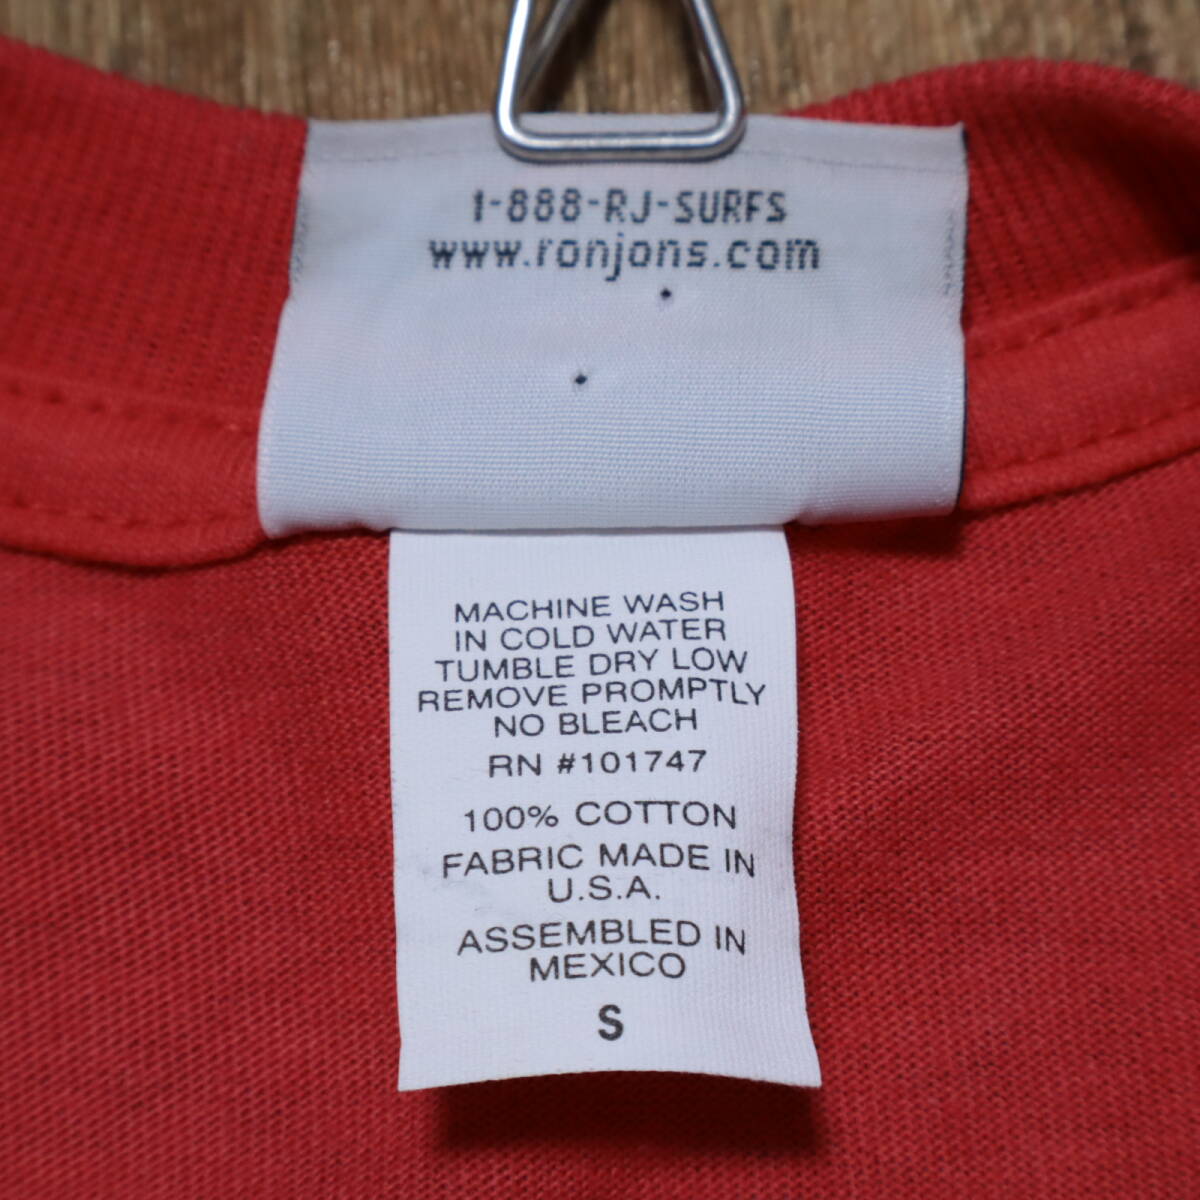 1-888-RJ-SURFS
www.ronjons.com
MACHINE WASH
IN COLD WATER
TUMBLE DRY LOW
REMOVE PROMPTLY
NO BLEACH
RN #101747
100% COTTON
FABRIC MADE IN
U.S.A.
ASSEMBLED IN
MEXICO
S